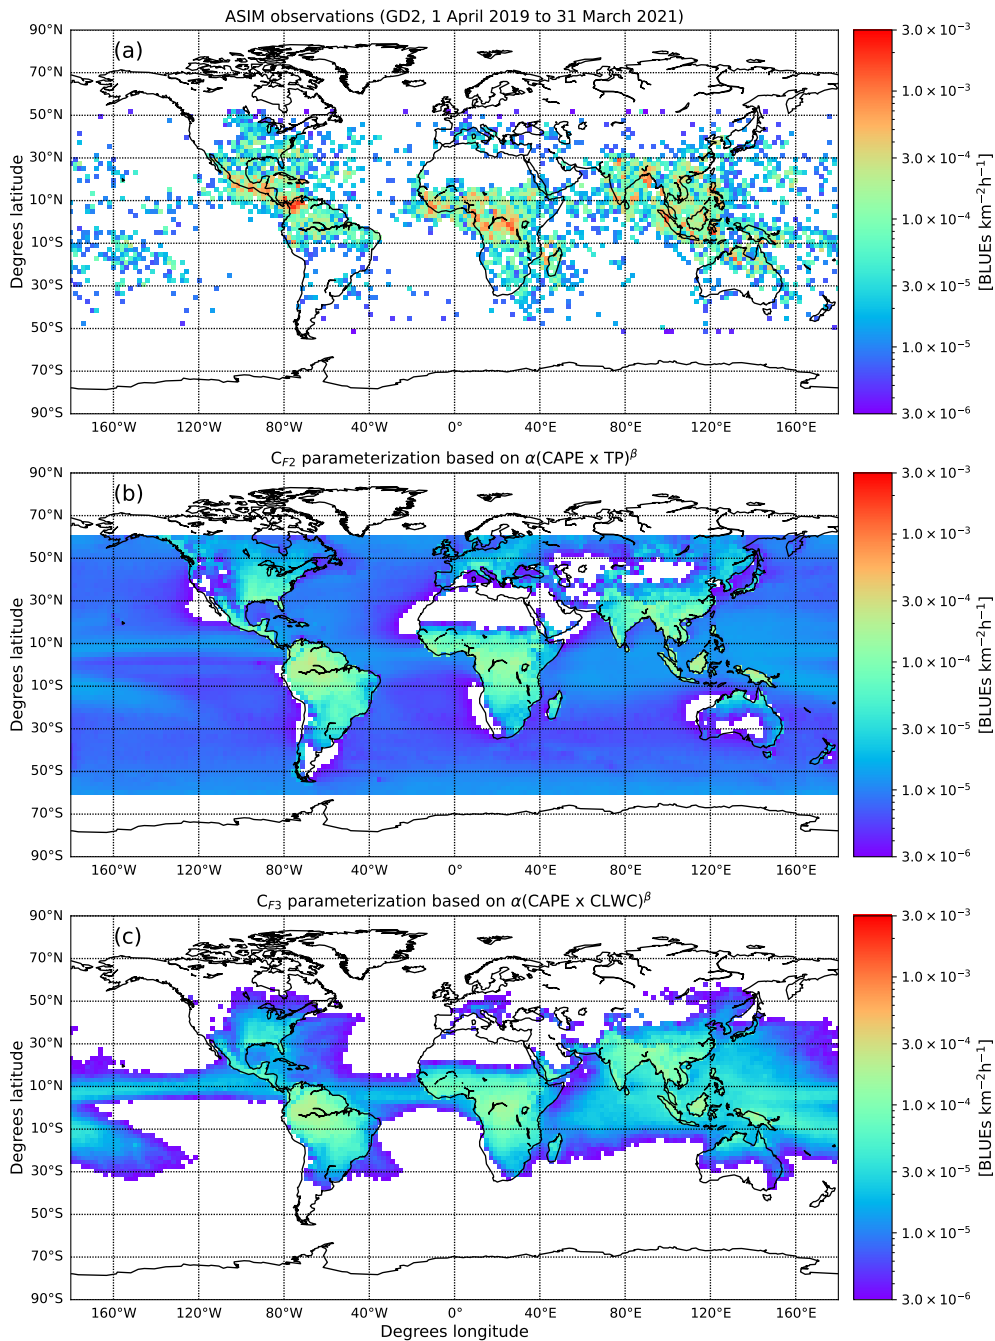 ASIM observations (GD2, 1 April 2019 to 31 March 2021)
(a)
90°N
70°N
50°N
30°N
10°N
10°S
30°S
50°S
70°S
90°S
Degrees latitude
160°W 120°W 80°W 40°W 0° 40°E 80°E 120°E 160°E
3.0 × 10⁻³
1.0 × 10⁻³
3.0 × 10⁻⁴
1.0 × 10⁻⁴
3.0 × 10⁻⁵
1.0 × 10⁻⁵
3.0 × 10⁻⁶
[BLUEs km⁻²h⁻¹]
C_F2 parameterization based on α(CAPE x TP)^β
(b)
90°N
70°N
50°N
30°N
10°N
10°S
30°S
50°S
70°S
90°S
Degrees latitude
160°W 120°W 80°W 40°W 0° 40°E 80°E 120°E 160°E
3.0 × 10⁻³
1.0 × 10⁻³
3.0 × 10⁻⁴
1.0 × 10⁻⁴
3.0 × 10⁻⁵
1.0 × 10⁻⁵
3.0 × 10⁻⁶
[BLUEs km⁻²h⁻¹]
C_F3 parameterization based on α(CAPE x CLWC)^β
(c)
90°N
70°N
50°N
30°N
10°N
10°S
30°S
50°S
70°S
90°S
Degrees latitude
160°W 120°W 80°W 40°W 0° 40°E 80°E 120°E 160°E
Degrees longitude
3.0 × 10⁻³
1.0 × 10⁻³
3.0 × 10⁻⁴
1.0 × 10⁻⁴
3.0 × 10⁻⁵
1.0 × 10⁻⁵
3.0 × 10⁻⁶
[BLUEs km⁻²h⁻¹]